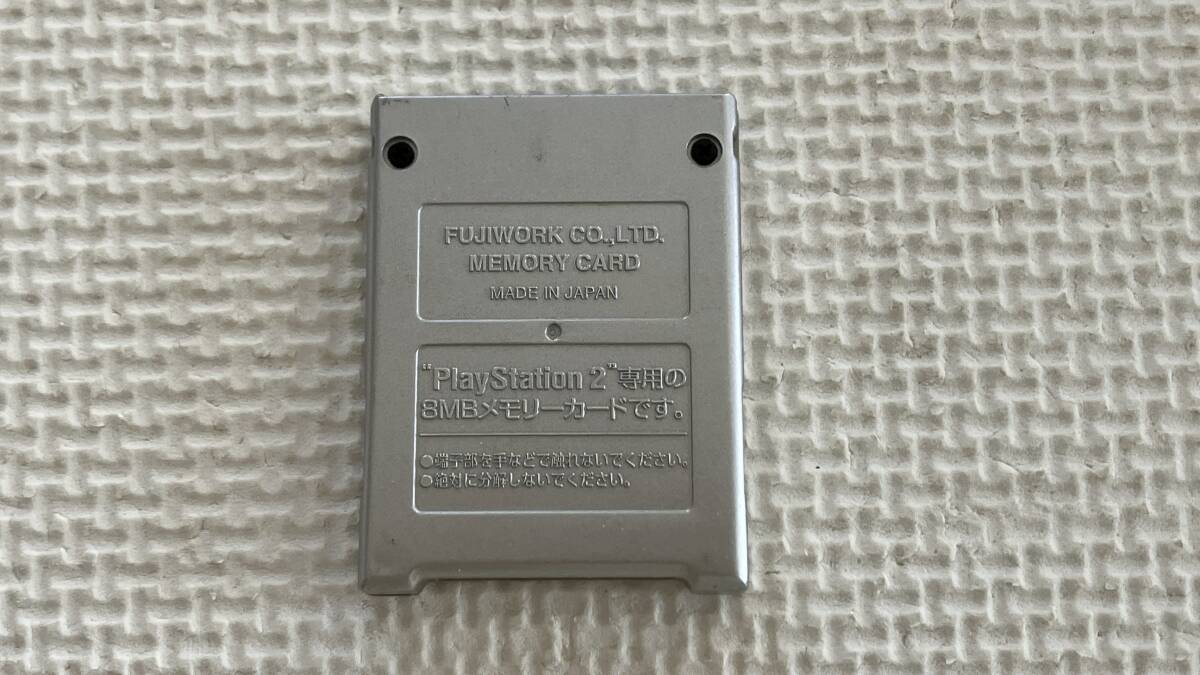 FUJIWORK CO.,LTD.
MEMORY CARD
MADE IN JAPAN
“PlayStation 2”専用の
8MBメモリーカードです。
○端子部を手などで触れないでください。
○絶対に分解しないでください。